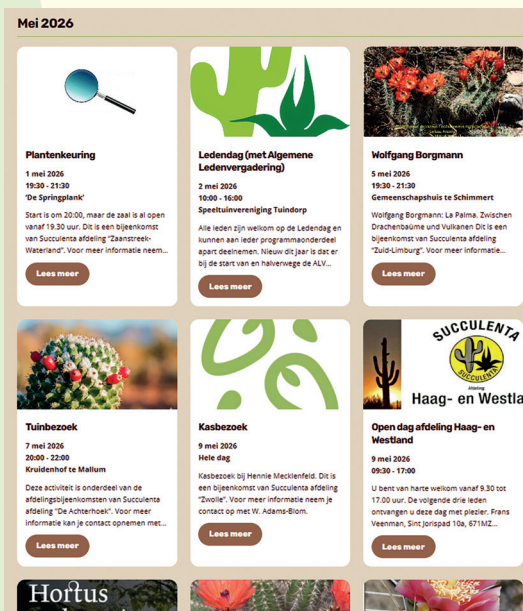 Mei 2026
Plantenkeuring
1 mei 2026
19:30 - 21:30
'De Springplank'
Start is om 20:00, maar de zaal is al open
vanaf 19.30 uur. Dit is een bijeenkomst
van Succulenta afdeling "Zaanstreek-
Waterland". Voor meer informatie neem...
Lees meer
Ledendag (met Algemene
Ledenvergadering)
2 mei 2026
10:00 - 16:00
Speeltuinvereniging Tuindorp
Alle leden zijn welkom op de Ledendag en
kunnen aan ieder programmaonderdeel
apart deelnemen. Nieuw dit jaar is dat er
bij de start van en halverwege de ALV...
Lees meer
Wolfgang Borgmann
5 mei 2026
19:30 - 21:30
Gemeenschapshuis te Schimmert
Wolfgang Borgmann: La Palma. Zwischen
Drachenbaüme und Vulkanen Dit is een
bijeenkomst van Succulenta afdeling
"Zuid-Limburg". Voor meer informatie...
Lees meer
Tuinbezoek
7 mei 2026
20:00 - 22:00
Kruidenhof te Mallum
Deze activiteit is onderdeel van de
afdelingsbijeenkomsten van Succulenta
afdeling "De Achterhoek". Voor meer
informatie kan je contact opnemen met...
Lees meer
Kasbezoek
9 mei 2026
Hele dag
Kasbezoek bij Hennie Mecklenfeld. Dit is
een bijeenkomst van Succulenta afdeling
"Zwolle". Voor meer informatie neem je
contact op met W. Adams-Blom.
Lees meer
SUCCULENTA
SUCCULENTA
Haag- en Westla
Open dag afdeling Haag- en
Westland
9 mei 2026
09:30 - 17:00
U bent van harte welkom vanaf 9.30 tot
17.00 uur. De volgende drie leden
ontvangen u deze dag met plezier. Frans
Veenman, Sint Jorispad 10a, 671MZ...
Lees meer
Hortus